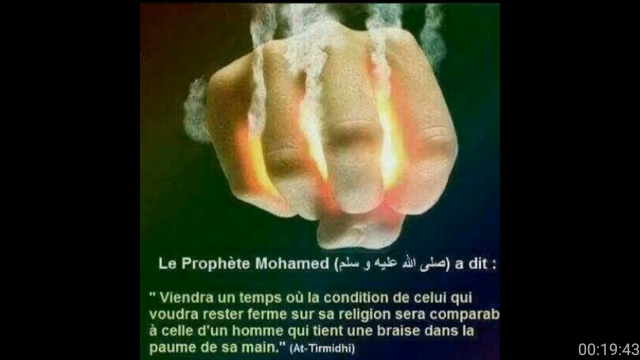 Le Prophète Mohamed (صلى الله عليه و سلم) a dit :
" Viendra un temps où la condition de celui qui
voudra rester ferme sur sa religion sera comparab
à celle d'un homme qui tient une braise dans la
paume de sa main." (At-Tirmidhi)
00:19:43